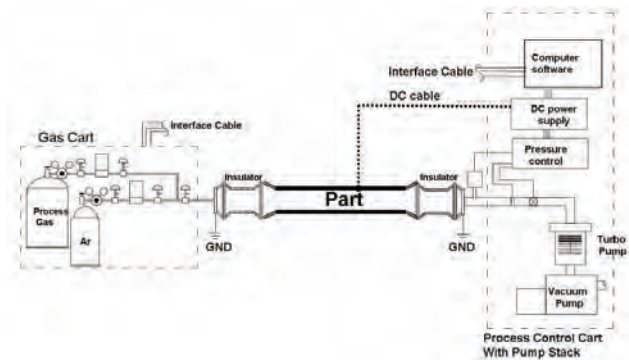 Computer
software
Interface Cable
DC cable
DC power
supply
Interface Cable
Gas Cart
Pressure
control
Insulator
Insulator
Part
Process
Gas
Ar
GND
GND
Turbo
Pump
Vacuum
Pump
Process Control Cart
With Pump Stack